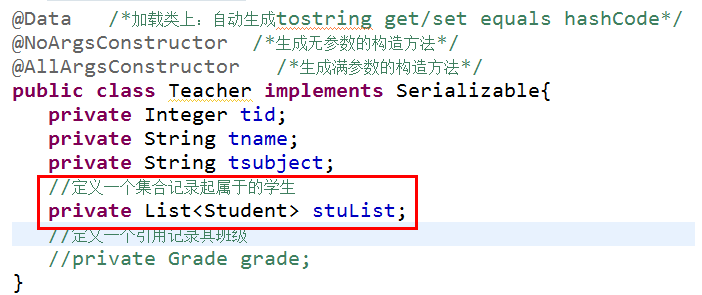 @Data   /*加载类上：自动生成tostring get/set equals hashCode*/
@NoArgsConstructor  /*生成无参数的构造方法*/
@AllArgsConstructor   /*生成满参数的构造方法*/
public class Teacher implements Serializable{
private Integer tid;
private String tname;
private String tsubject;
//定义一个集合记录起属于的学生
private List<Student> stuList;
//定义一个引用记录其班级
//private Grade grade;
}